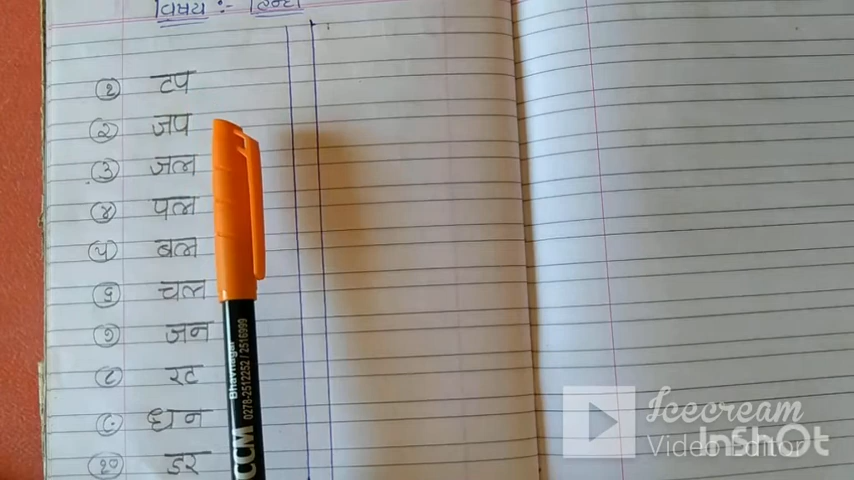 विषय :- हिन्दी
१ टप
२ जप
३ जल
४ पल
५ बल
६ चल
७ जन
८ रट
९ धन
१० डर
Bhavnagar
0278-2512252 / 2516999
CCM
Icecream
Video Editor
InShOt